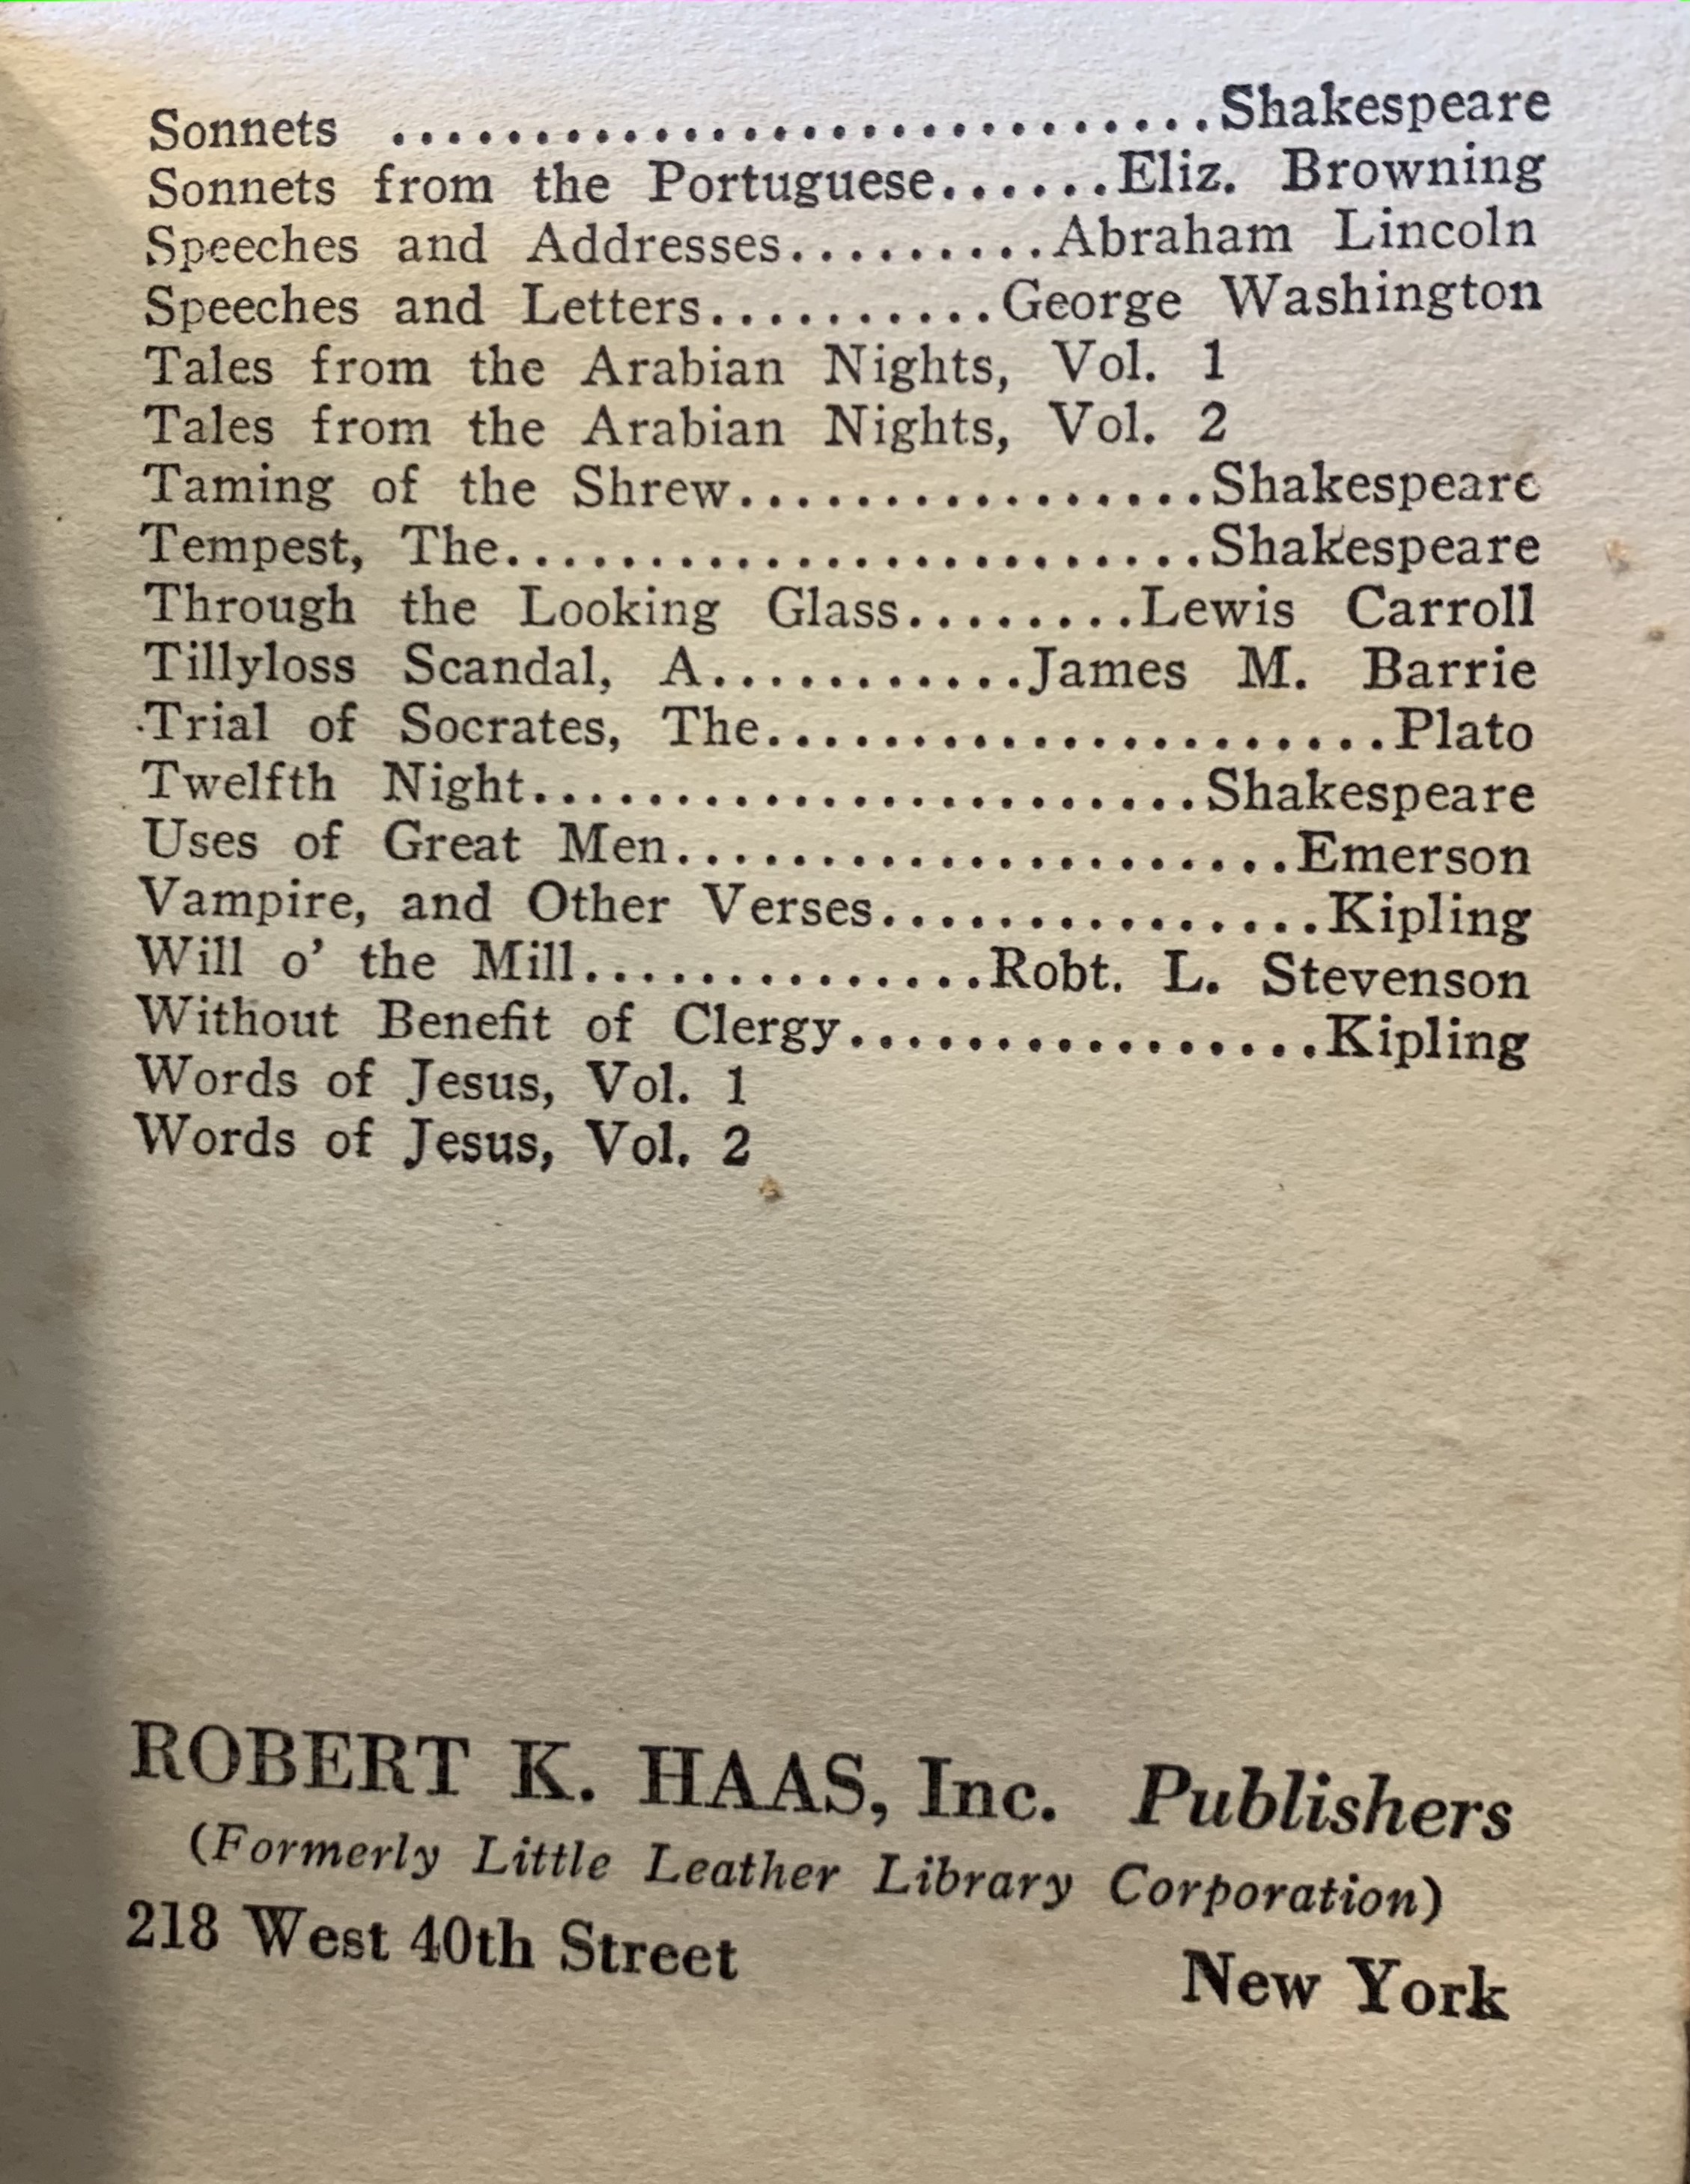 Sonnets ............................Shakespeare
Sonnets from the Portuguese......Eliz. Browning
Speeches and Addresses.........Abraham Lincoln
Speeches and Letters..........George Washington
Tales from the Arabian Nights, Vol. 1
Tales from the Arabian Nights, Vol. 2
Taming of the Shrew................Shakespeare
Tempest, The........................Shakespeare
Through the Looking Glass........Lewis Carroll
Tillyloss Scandal, A...........James M. Barrie
Trial of Socrates, The......................Plato
Twelfth Night.......................Shakespeare
Uses of Great Men.....................Emerson
Vampire, and Other Verses...............Kipling
Will o' the Mill..............Robt. L. Stevenson
Without Benefit of Clergy................Kipling
Words of Jesus, Vol. 1
Words of Jesus, Vol. 2
ROBERT K. HAAS, Inc. Publishers
(Formerly Little Leather Library Corporation)
218 West 40th Street New York